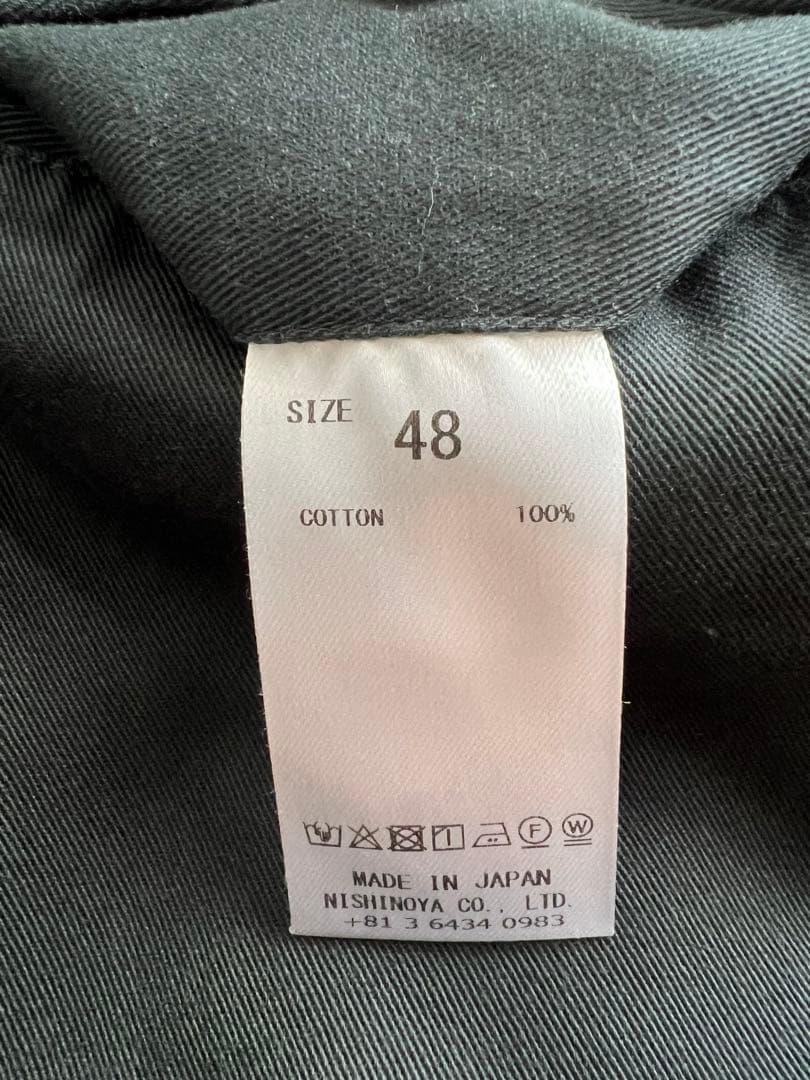 SIZE 48
COTTON 100%
F W
MADE IN JAPAN
NISHINOYA CO., LTD.
+81 3 6434 0983